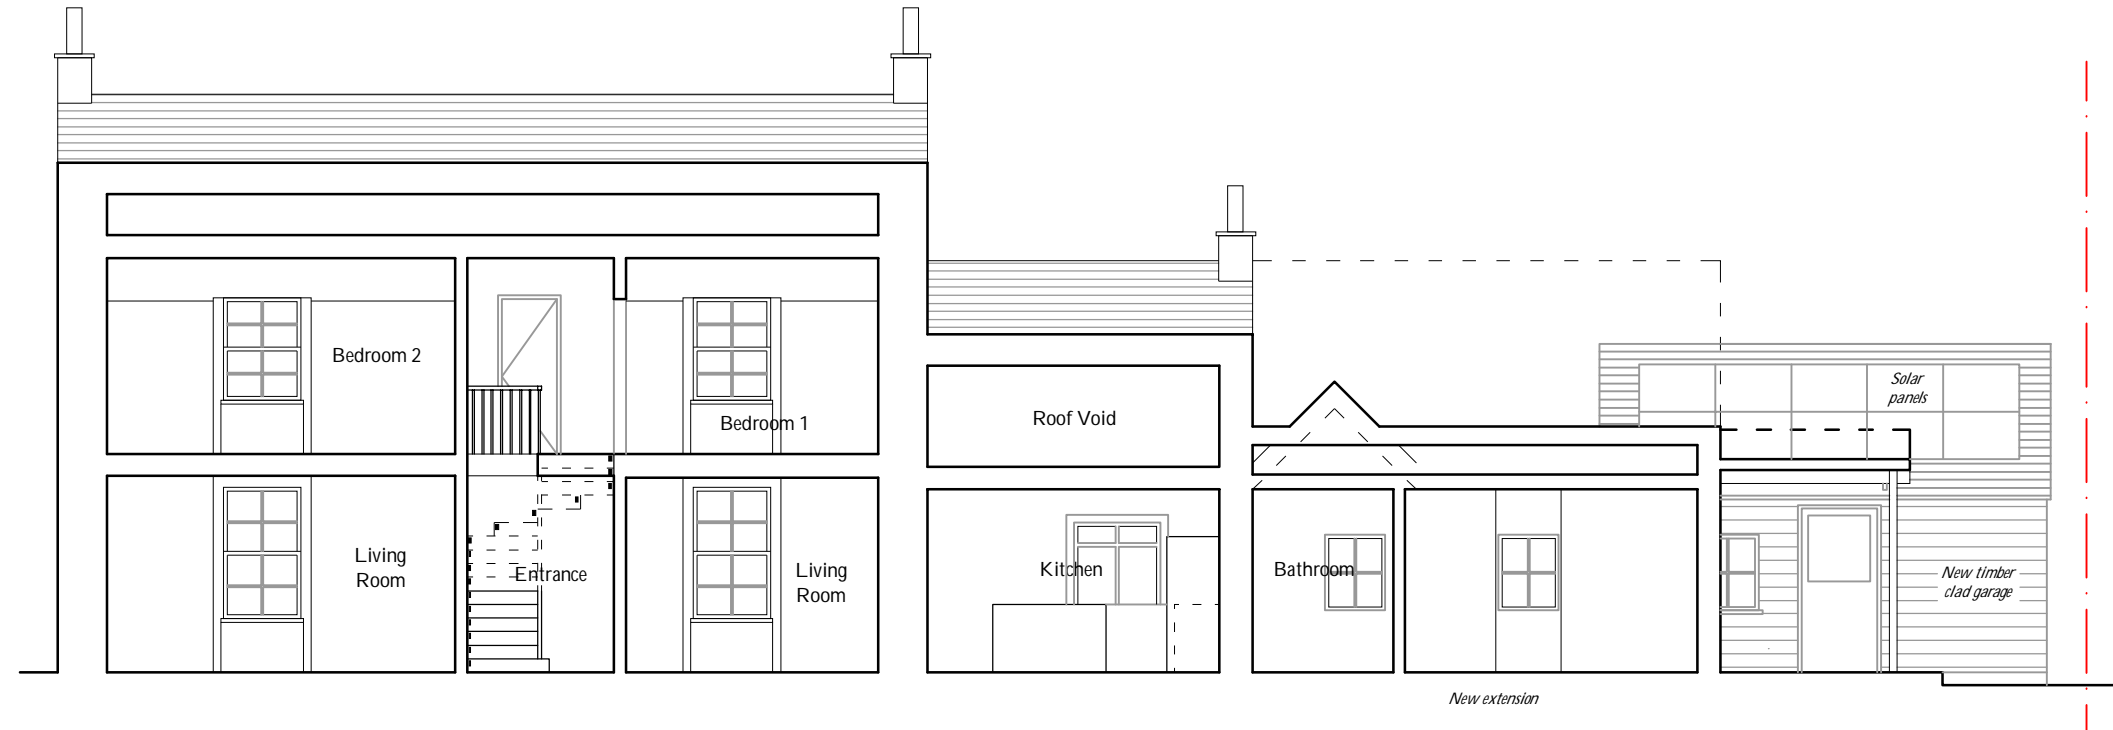 Bedroom 2
Bedroom 1
Roof Void
Solar
panels
Living
Room
Entrance
Living
Room
Kitchen
Bathroom
New timber
clad garage
New extension